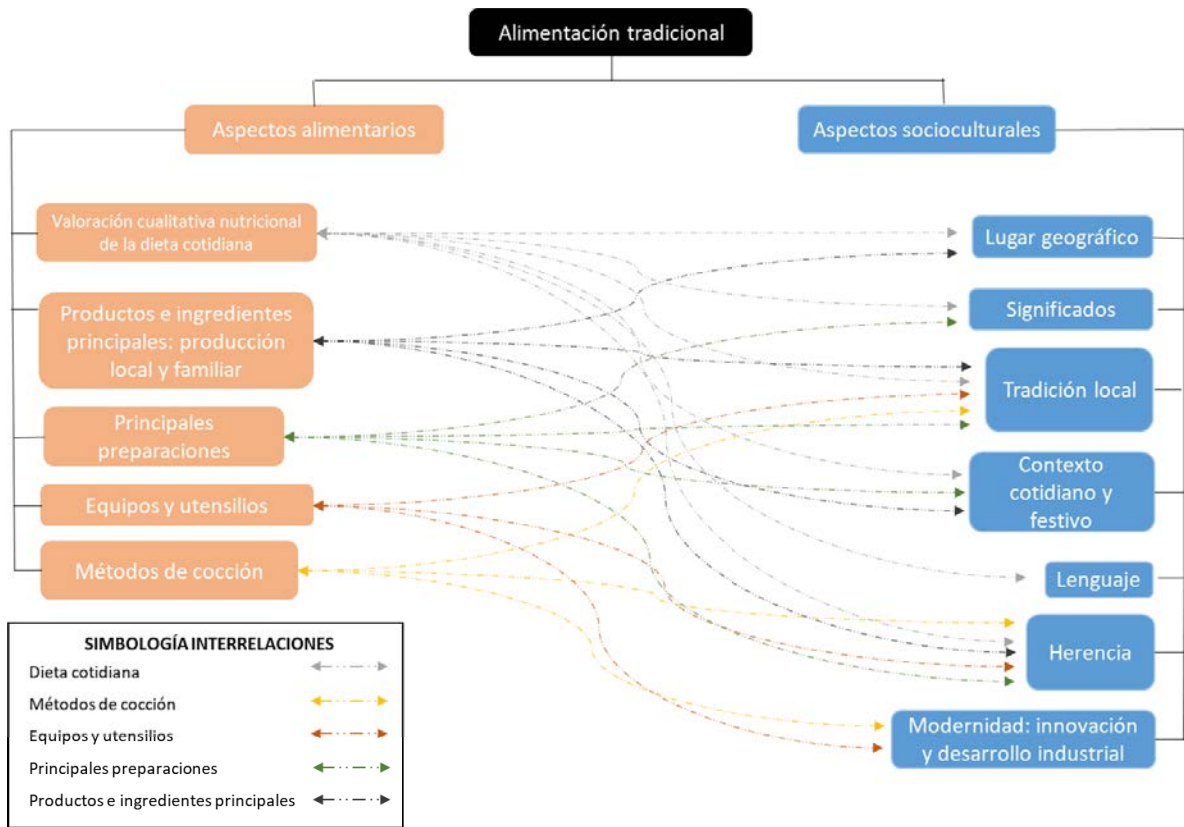 Alimentación tradicional
Aspectos alimentarios
Aspectos socioculturales
Valoración cualitativa nutricional
de la dieta cotidiana
Productos e ingredientes
principales: producción
local y familiar
Principales
preparaciones
Equipos y utensilios
Métodos de cocción
Lugar geográfico
Significados
Tradición local
Contexto
cotidiano y
festivo
Lenguaje
Herencia
Modernidad: innovación
y desarrollo industrial
SIMBOLOGÍA INTERRELACIONES
Dieta cotidiana
Métodos de cocción
Equipos y utensilios
Principales preparaciones
Productos e ingredientes principales